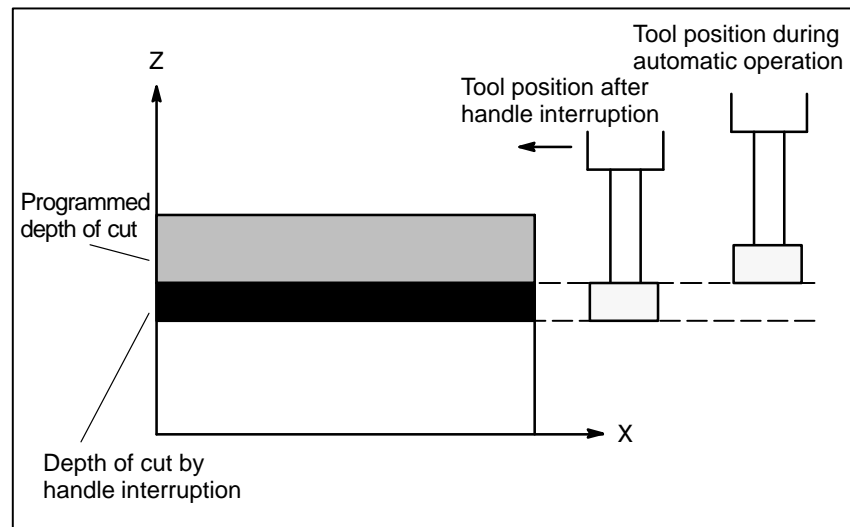 Z
Tool position during
automatic operation
Tool position after
handle interruption
Programmed
depth of cut
X
Depth of cut by
handle interruption